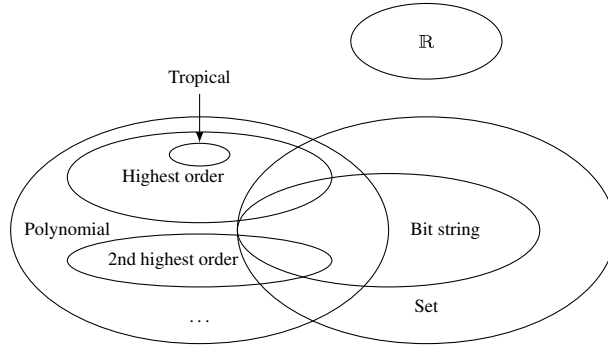 ℝ
Tropical
Highest order
Polynomial
Bit string
2nd highest order
Set
...